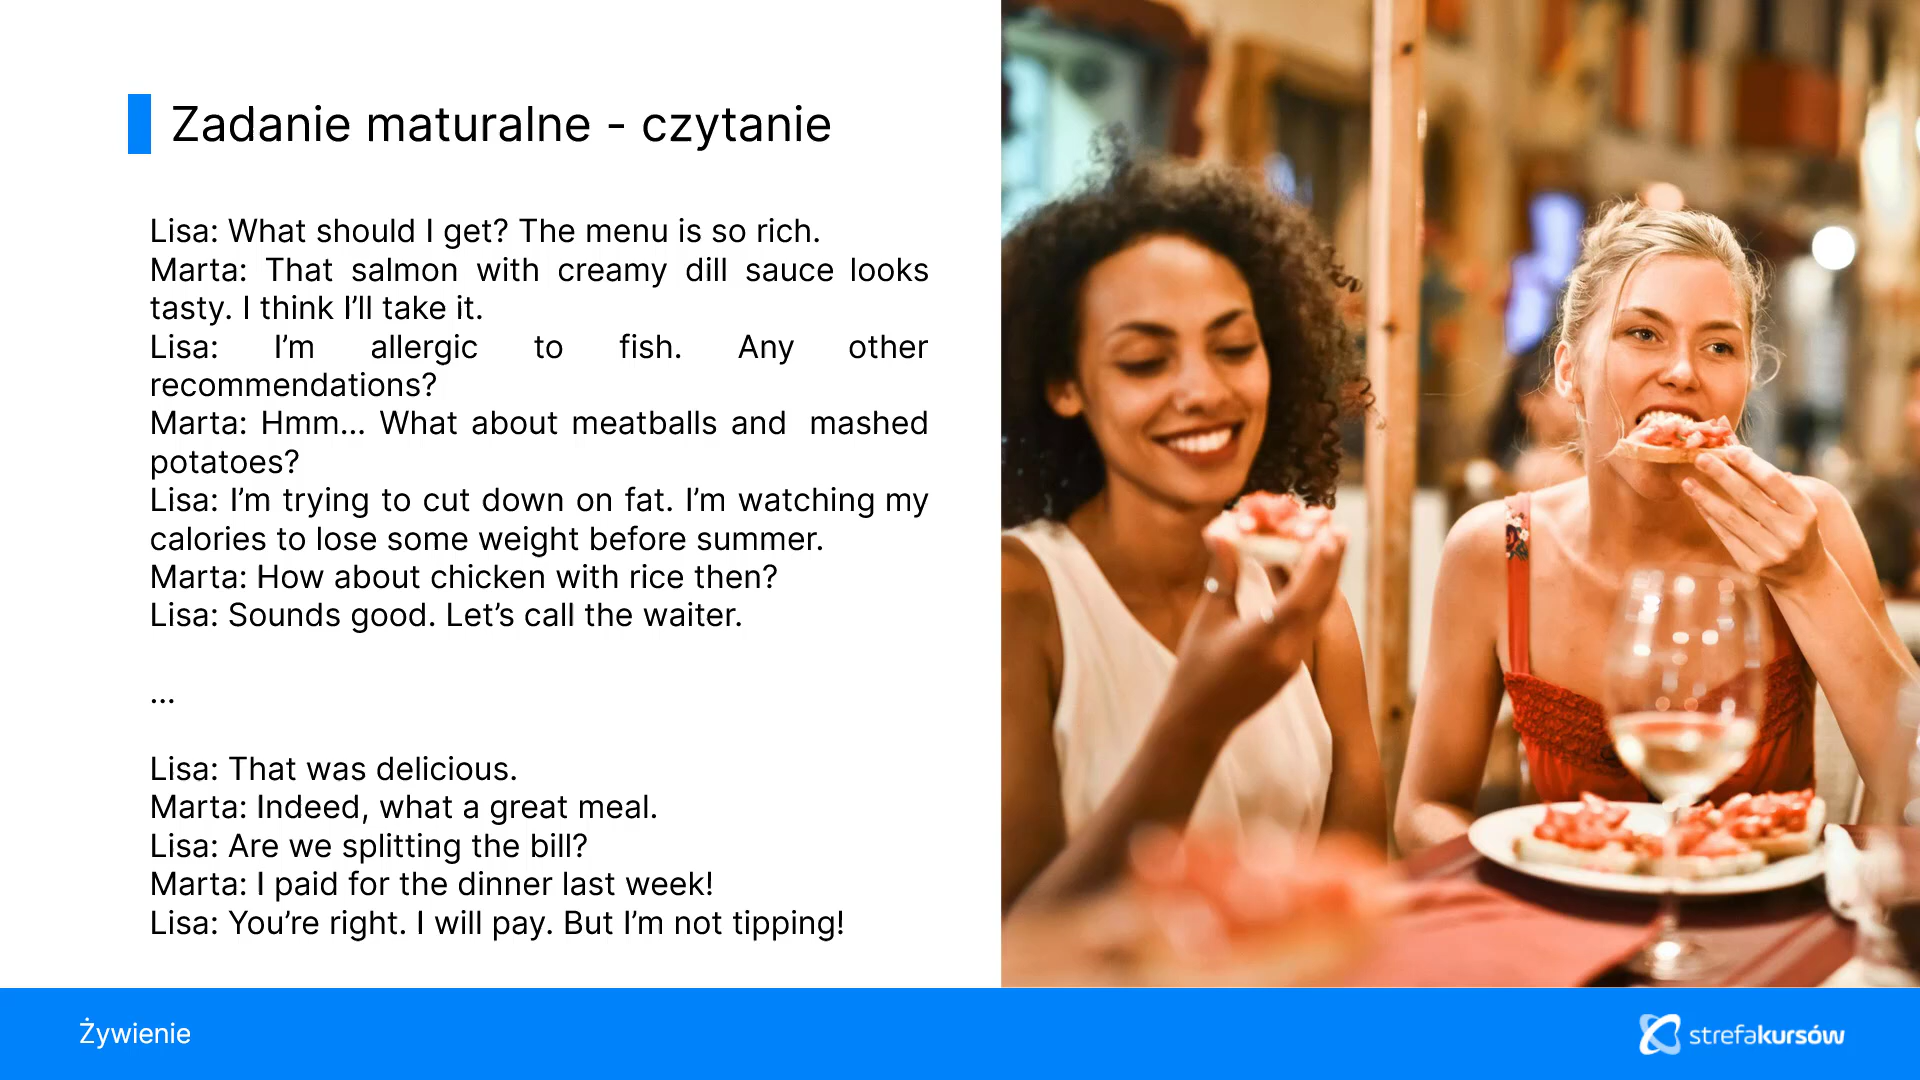 Zadanie maturalne - czytanie
Lisa: What should I get? The menu is so rich.
Marta: That salmon with creamy dill sauce looks
tasty. I think I’ll take it.
Lisa: I’m allergic to fish. Any other
recommendations?
Marta: Hmm... What about meatballs and mashed
potatoes?
Lisa: I’m trying to cut down on fat. I’m watching my
calories to lose some weight before summer.
Marta: How about chicken with rice then?
Lisa: Sounds good. Let’s call the waiter.
...
Lisa: That was delicious.
Marta: Indeed, what a great meal.
Lisa: Are we splitting the bill?
Marta: I paid for the dinner last week!
Lisa: You’re right. I will pay. But I’m not tipping!
Żywienie
strefakursów